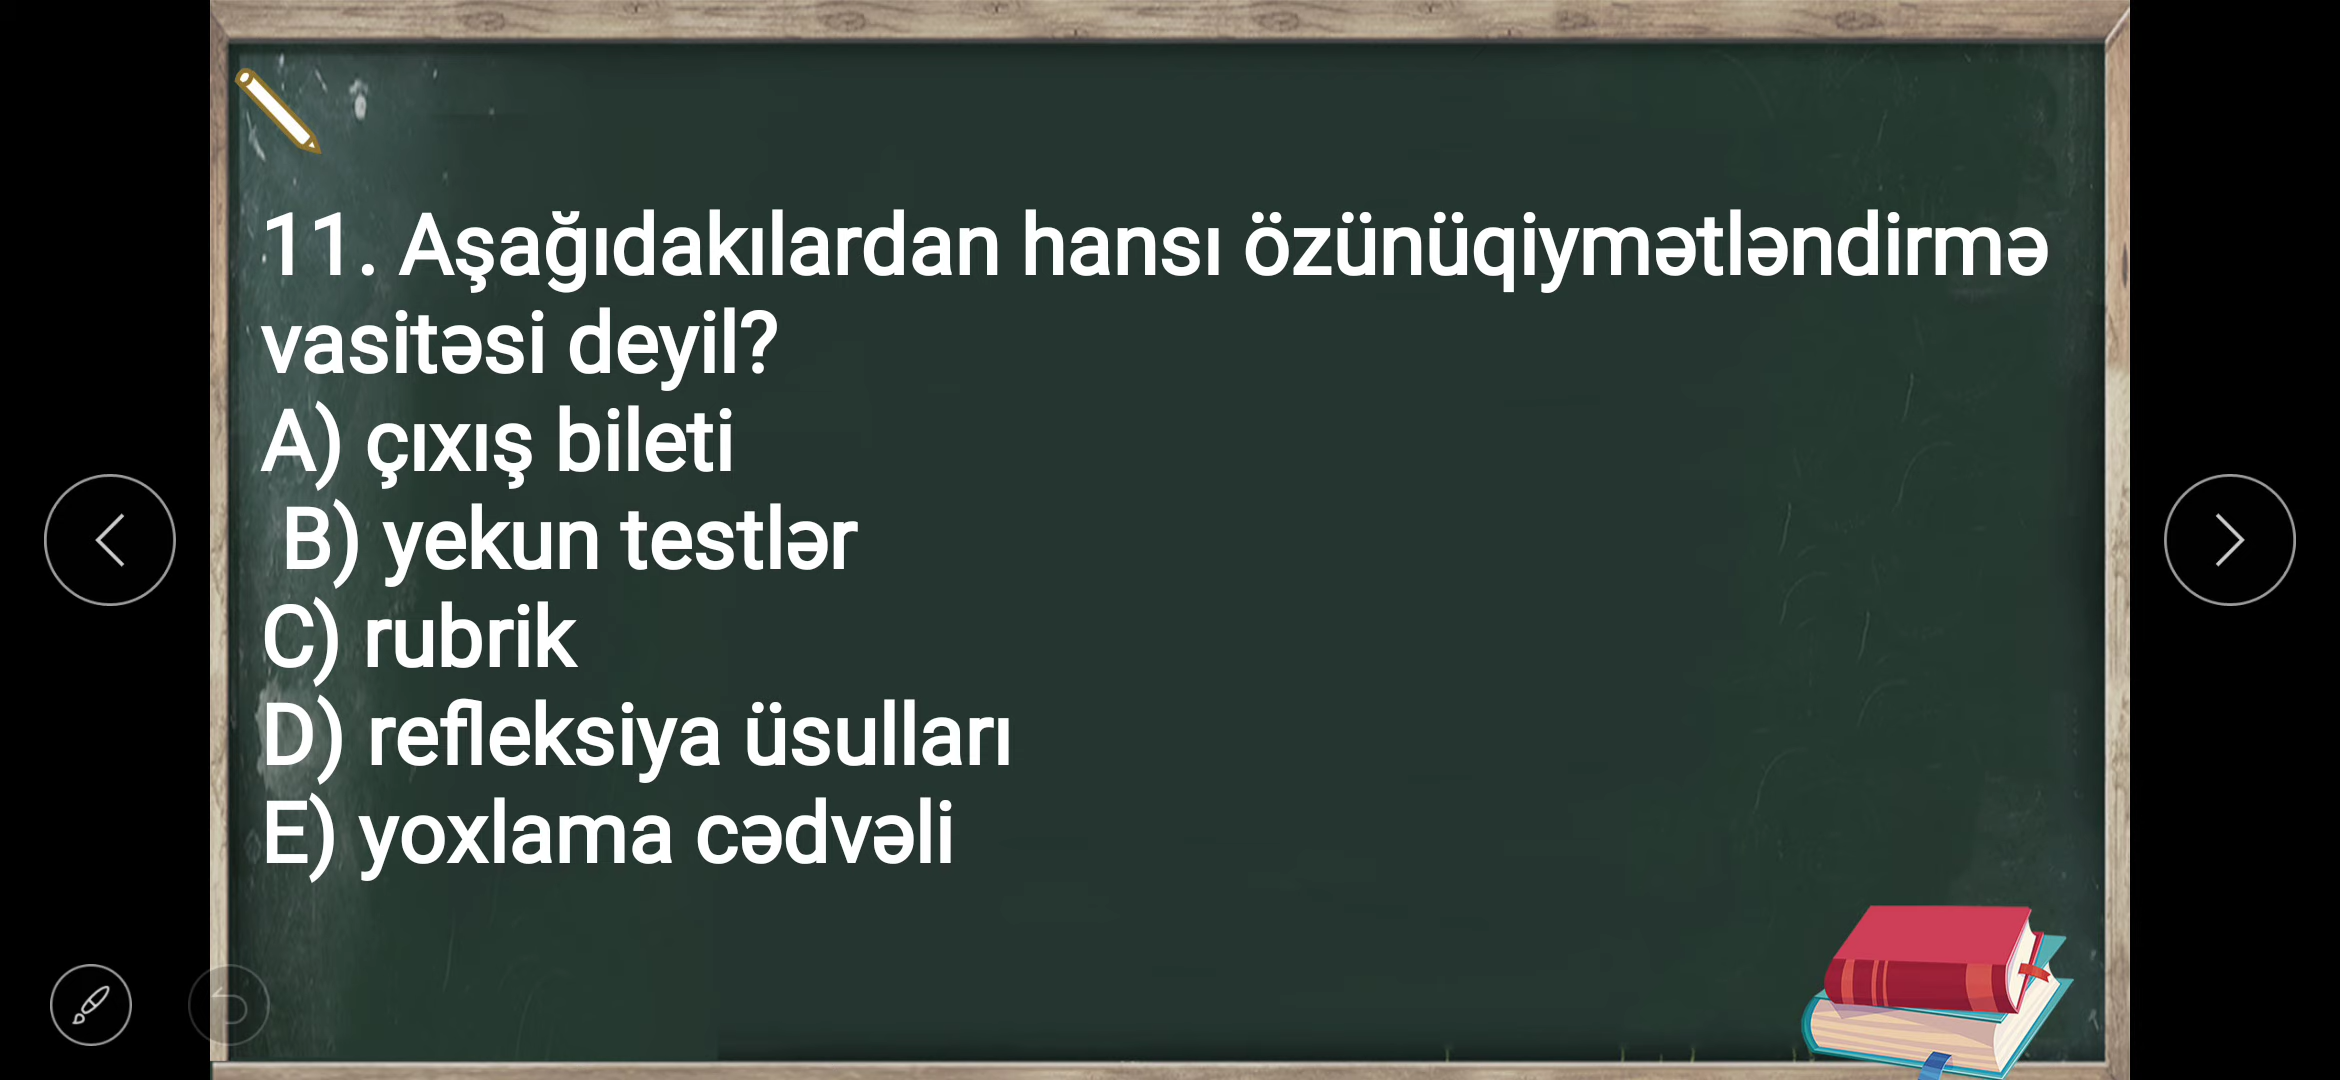 11. Aşağıdakılardan hansı özünüqiymətləndirmə
vasitəsi deyil?
A) çıxış bileti
B) yekun testlər
C) rubrik
D) refleksiya üsulları
E) yoxlama cədvəli